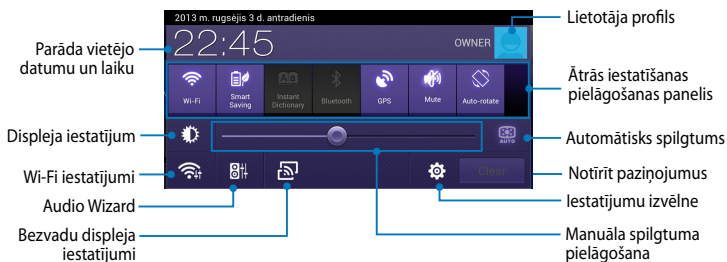 2013 m. rugsėjis 3 d. antradienis
22:45
OWNER
Wi-Fi
Smart
Saving
Instant
Dictionary
Bluetooth
GPS
Mute
Auto-rotate
AUTO
Clear
Parāda vietējo
datumu un laiku
Displeja iestatījum
Wi-Fi iestatījumi
Audio Wizard
Bezvadu displeja
iestatījumi
Lietotāja profils
Ātrās iestatīšanas
pielāgošanas panelis
Automātisks spilgtums
Notīrīt paziņojumus
Iestatījumu izvēlne
Manuāla spilgtuma
pielāgošana